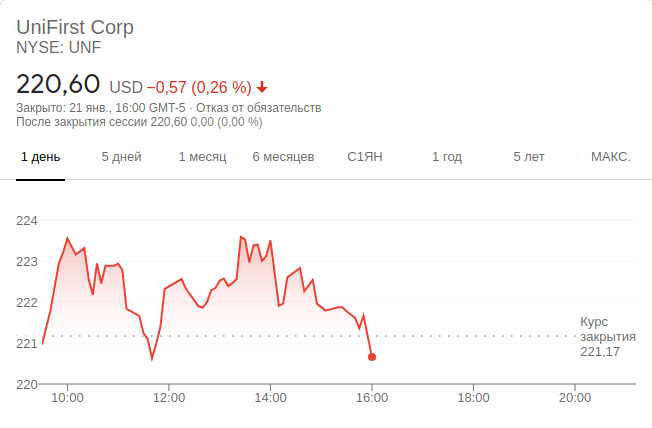 UniFirst Corp
NYSE: UNF
220,60 USD −0,57 (0,26 %)
Закрыто: 21 янв., 16:00 GMT-5 · Отказ от обязательств
После закрытия сессии 220,60 0,00 (0,00 %)
1 день 5 дней 1 месяц 6 месяцев С1ЯН 1 год 5 лет МАКС.
224
223
222
221
220
Курс
закрытия
221,17
10:00 12:00 14:00 16:00 18:00 20:00